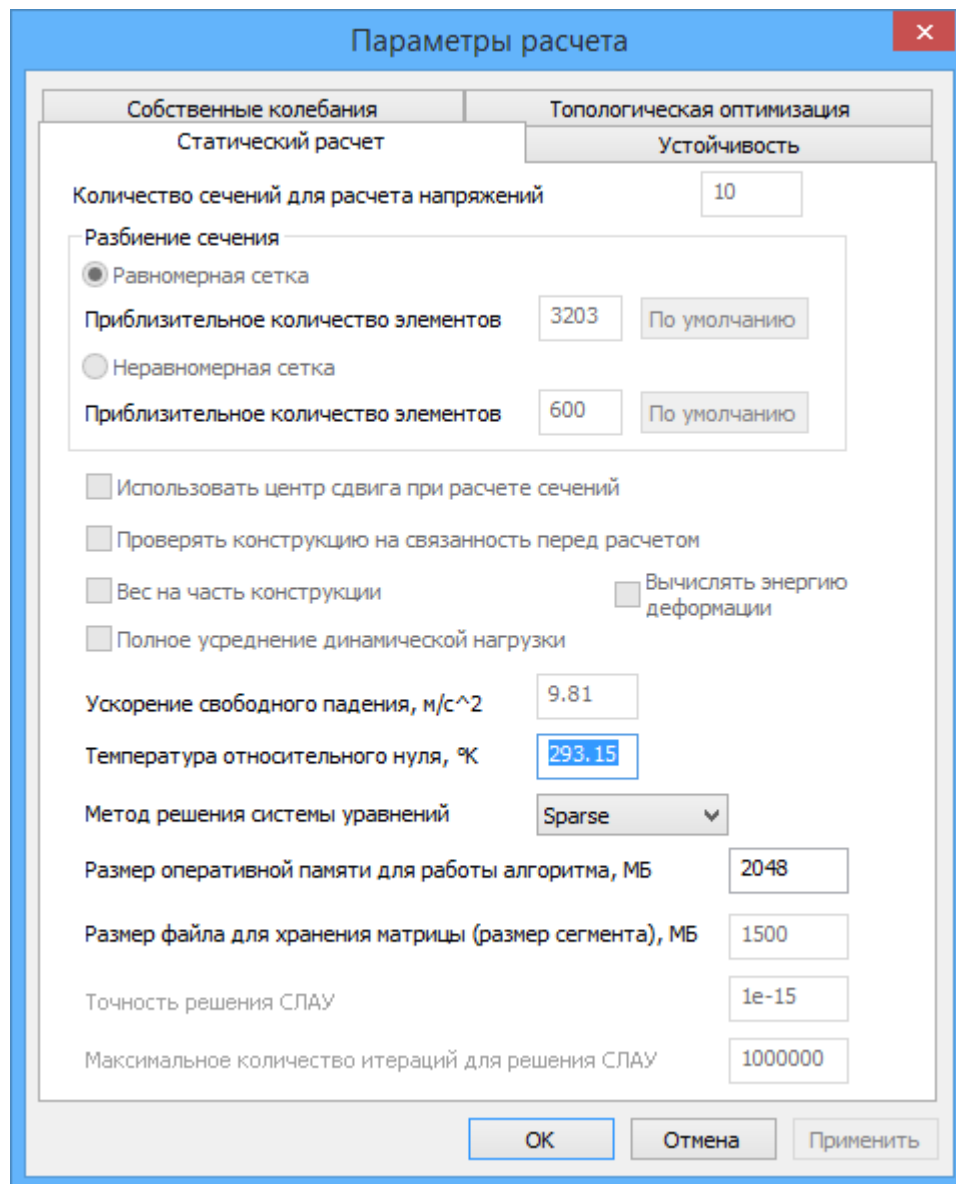 Параметры расчета
Собственные колебания
Топологическая оптимизация
Статический расчет
Устойчивость
Количество сечений для расчета напряжений
10
Разбиение сечения
Равномерная сетка
Приблизительное количество элементов
3203
По умолчанию
Неравномерная сетка
Приблизительное количество элементов
600
По умолчанию
Использовать центр сдвига при расчете сечений
Проверять конструкцию на связанность перед расчетом
Вес на часть конструкции
Вычислять энергию
деформации
Полное усреднение динамической нагрузки
Ускорение свободного падения, м/с^2
9.81
Температура относительного нуля, °К
293.15
Метод решения системы уравнений
Sparse
Размер оперативной памяти для работы алгоритма, МБ
2048
Размер файла для хранения матрицы (размер сегмента), МБ
1500
Точность решения СЛАУ
1e-15
Максимальное количество итераций для решения СЛАУ
1000000
ОК
Отмена
Применить